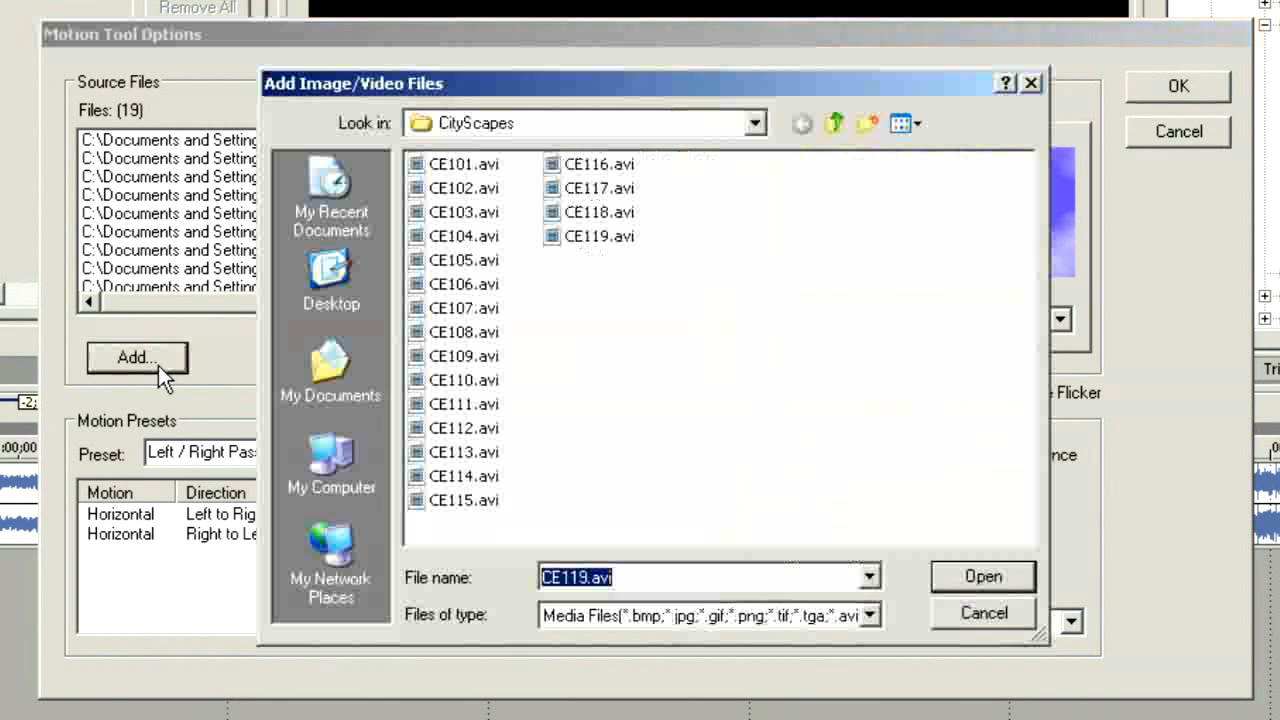 Remove All
Motion Tool Options
Source Files
Files: (19)
C:\Documents and Setting
C:\Documents and Setting
C:\Documents and Setting
C:\Documents and Setting
C:\Documents and Setting
C:\Documents and Setting
C:\Documents and Setting
C:\Documents and Setting
C:\Documents and Setting
Add...
Motion Presets
Preset: Left / Right Pas
Motion Direction
Horizontal Left to Rig
Horizontal Right to Le
:00;00
-2;
Add Image/Video Files
Look in: CityScapes
My Recent
Documents
Desktop
My Documents
My Computer
My Network
Places
CE101.avi
CE102.avi
CE103.avi
CE104.avi
CE105.avi
CE106.avi
CE107.avi
CE108.avi
CE109.avi
CE110.avi
CE111.avi
CE112.avi
CE113.avi
CE114.avi
CE115.avi
CE116.avi
CE117.avi
CE118.avi
CE119.avi
File name: CE119.avi
Files of type: Media Files(*.bmp;*.jpg;*.gif;*.png;*.tif;*.tga;*.avi
Open
Cancel
OK
Cancel
Flicker
nce
Tri